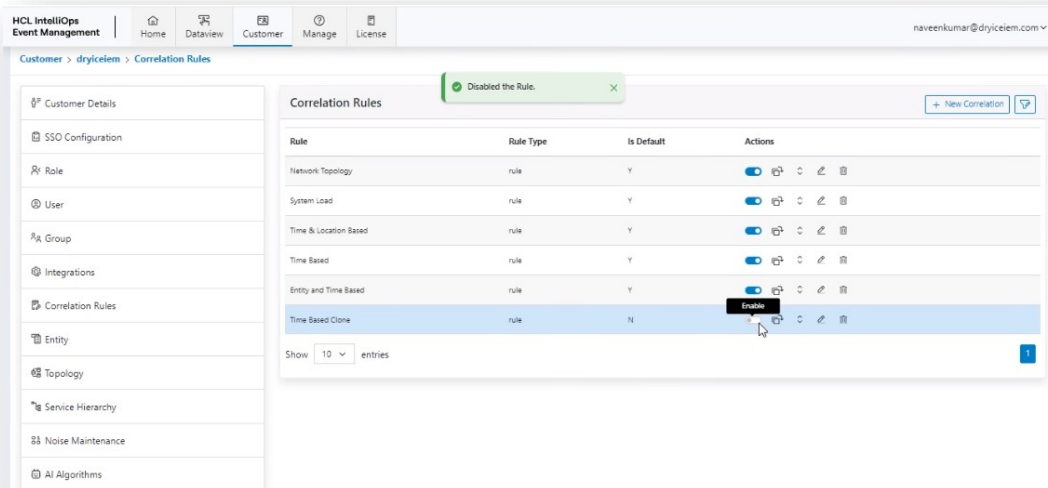 HCL IntelliOps
Event Management
Home
Dataview
Customer
Manage
License
naveenkumar@dryiceiem.com
Customer > dryiceiem > Correlation Rules
Disabled the Rule.
Customer Details
SSO Configuration
Role
User
Group
Integrations
Correlation Rules
Entity
Topology
Service Hierarchy
Noise Maintenance
AI Algorithms
Correlation Rules
+ New Correlation
Rule Rule Type Is Default Actions
Network Topology rule Y
System Load rule Y
Time & Location Based rule Y
Time Based rule Y
Entity and Time Based rule Y
Enable
Time Based Clone rule N
Show 10 entries
1